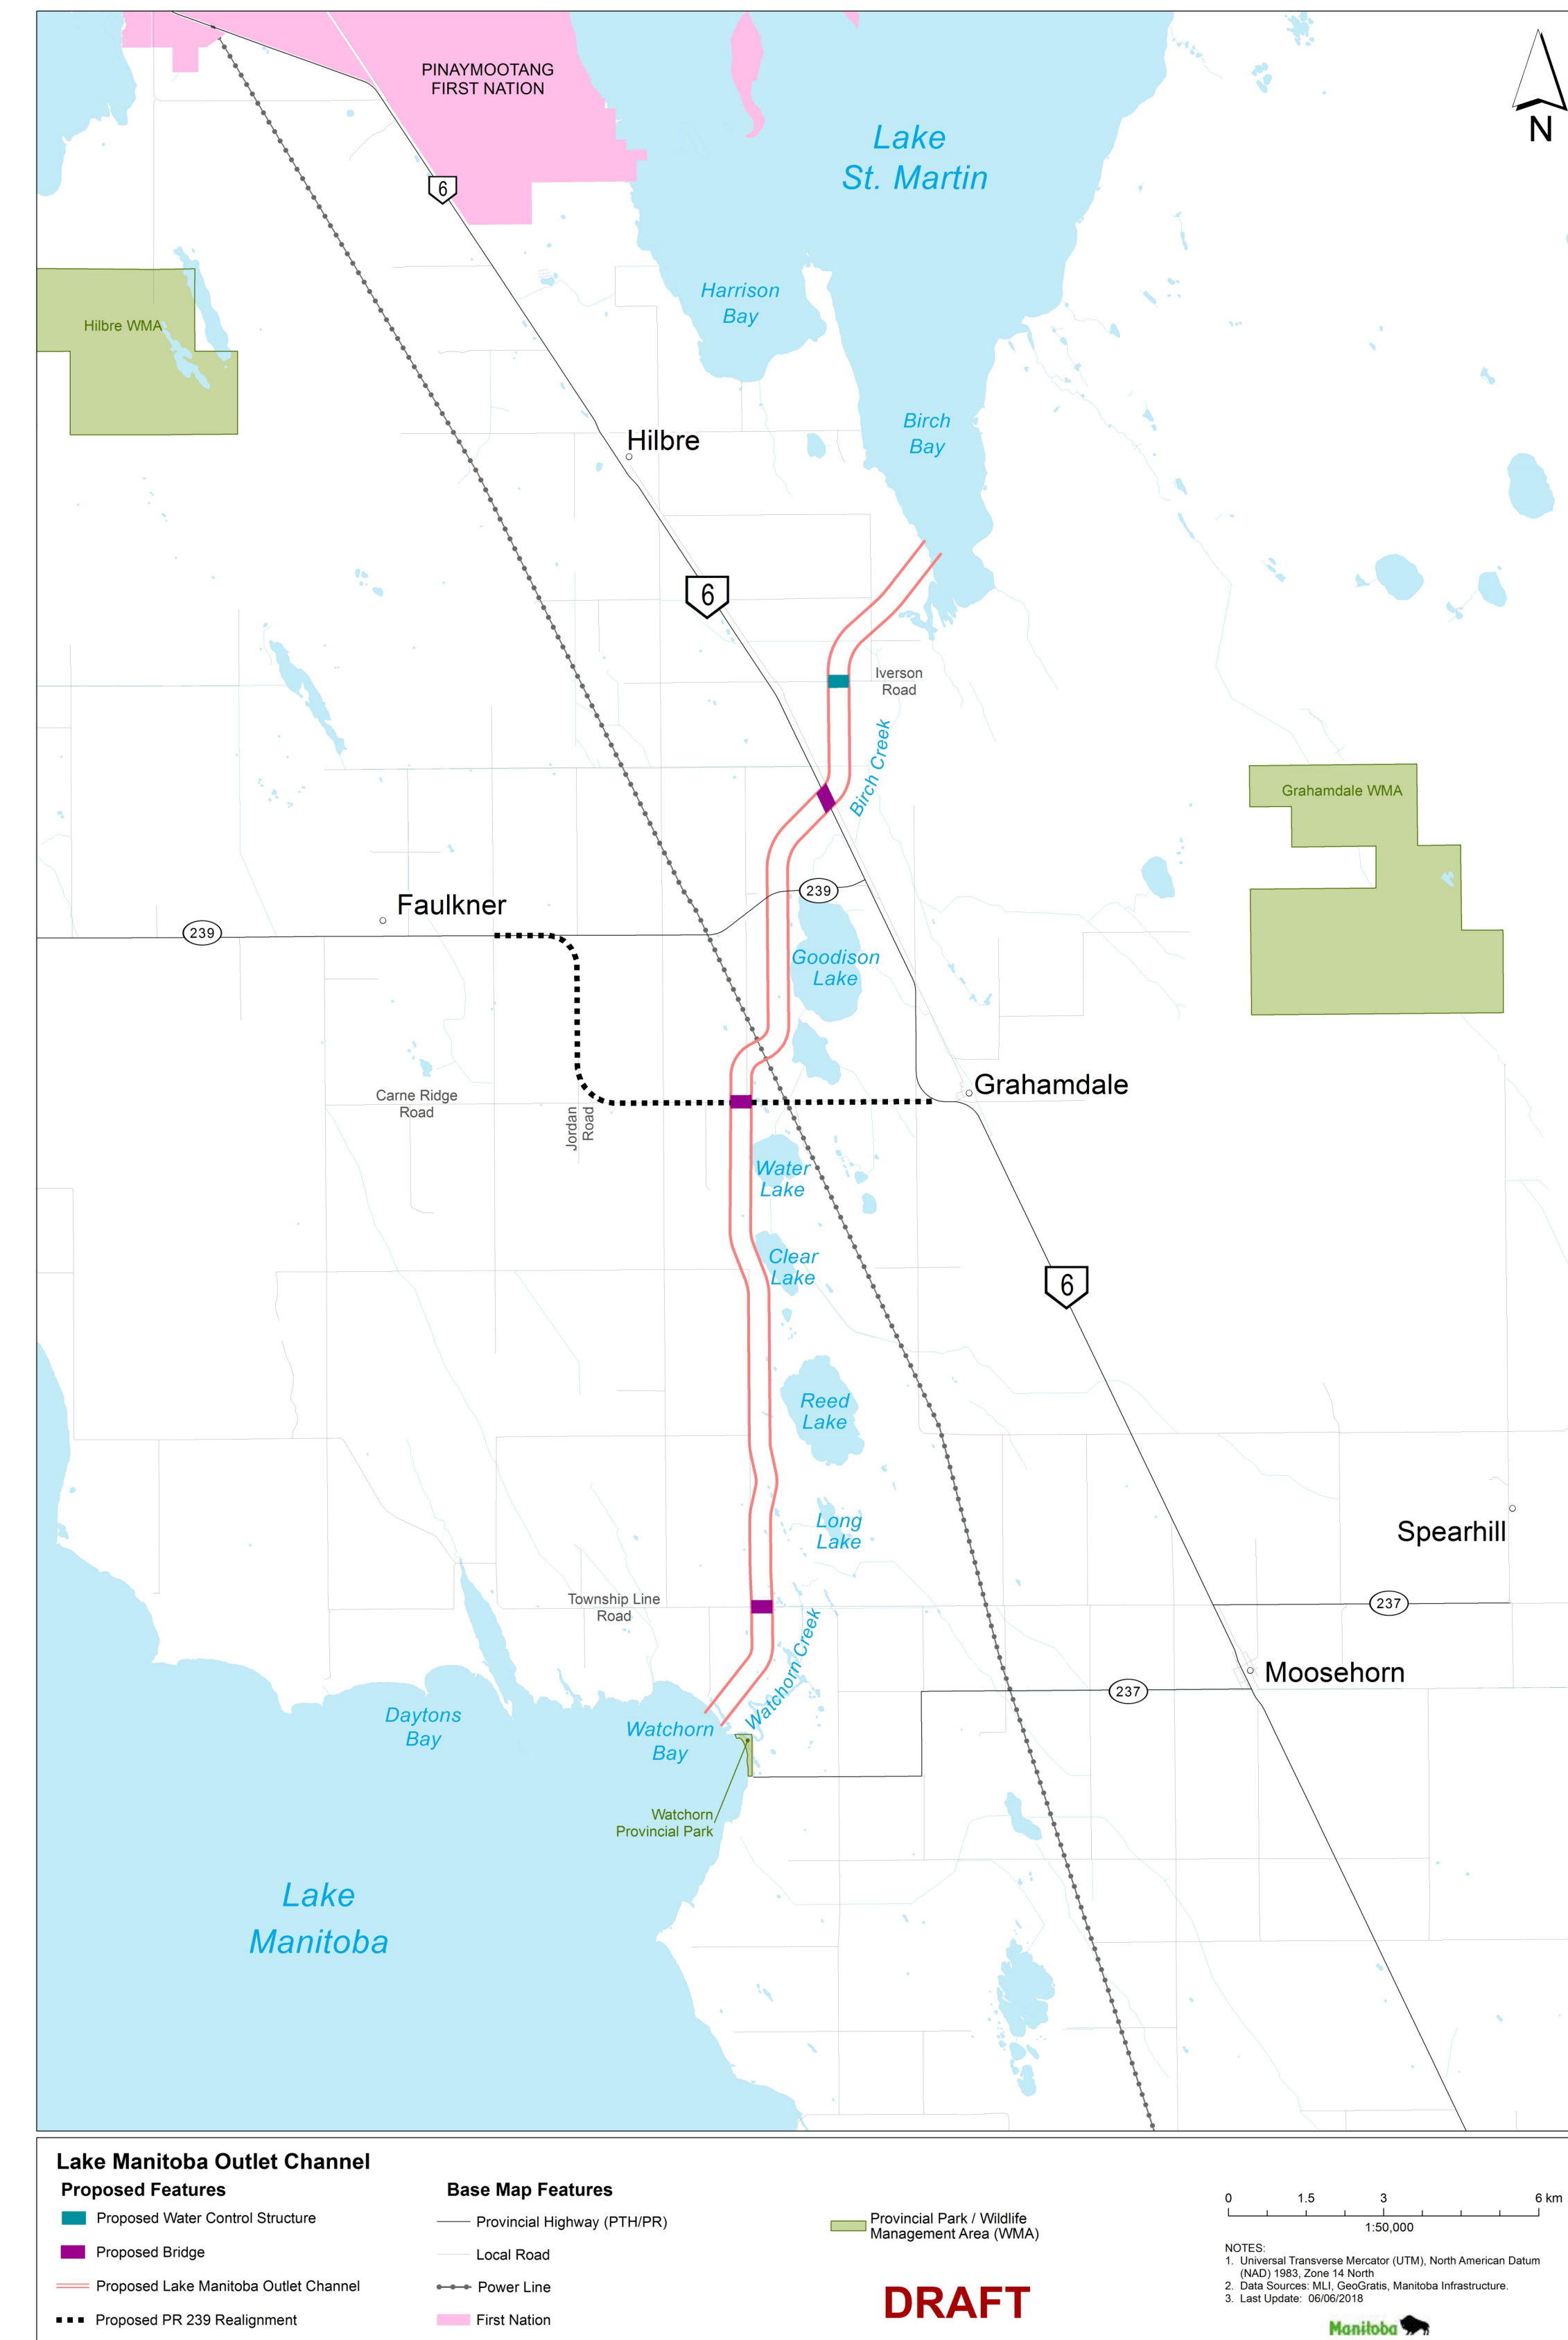 PINAYMOOTANG
FIRST NATION
N
Lake
St. Martin
6
Harrison
Bay
Hilbre WMA
Birch
Bay
Hilbre
6
Iverson
Road
Birch Creek
Grahamdale WMA
239
Faulkner
239
Goodison
Lake
Grahamdale
Carne Ridge
Road
Jordan
Road
Water
Lake
Clear
Lake
6
Reed
Lake
Long
Lake
Spearhill
Township Line
Road
237
Watchorn Creek
Moosehorn
237
Daytons
Bay
Watchorn
Bay
Watchorn
Provincial Park
Lake
Manitoba
Lake Manitoba Outlet Channel
Proposed Features
Proposed Water Control Structure
Proposed Bridge
Proposed Lake Manitoba Outlet Channel
Proposed PR 239 Realignment
Base Map Features
Provincial Highway (PTH/PR)
Local Road
Power Line
First Nation
Provincial Park / Wildlife
Management Area (WMA)
DRAFT
0 1.5 3 6 km
1:50,000
NOTES:
1. Universal Transverse Mercator (UTM), North American Datum
(NAD) 1983, Zone 14 North
2. Data Sources: MLI, GeoGratis, Manitoba Infrastructure.
3. Last Update: 06/06/2018
Manitoba